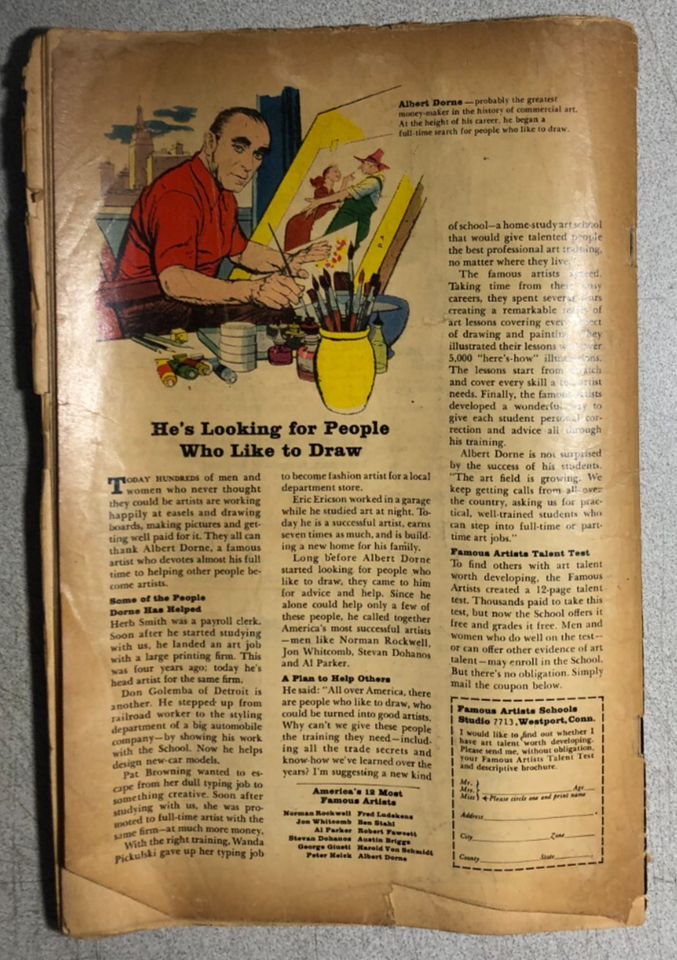 Albert Dorne — probably the greatest
money-maker in the history of commercial art.
At the height of his career, he began a
full-time search for people who like to draw.
He's Looking for People
Who Like to Draw
TODAY HUNDREDS of men and
women who never thought
they could be artists are working
happily at easels and drawing
boards, making pictures and get-
ting well paid for it. They all can
thank Albert Dorne, a famous
artist who devotes almost his full
time to helping other people be-
come artists.
Some of the People
Dorne Has Helped
Herb Smith was a payroll clerk.
Soon after he started studying
with us, he landed an art job
with a large printing firm. This
was four years ago; today he's
head artist for the same firm.
Don Golemba of Detroit is
another. He stepped up from
railroad worker to the styling
department of a big automobile
company—by showing his work
with the School. Now he helps
design new-car models.
Pat Browning wanted to es-
cape from her dull typing job to
something creative. Soon after
studying with us, she was pro-
moted to full-time artist with the
same firm—at much more money.
With the right training, Wanda
Pickulski gave up her typing job
to become fashion artist for a local
department store.
Eric Ericson worked in a garage
while he studied art at night. To-
day he is a successful artist, earns
seven times as much, and is build-
ing a new home for his family.
Long before Albert Dorne
started looking for people who
like to draw, they came to him
for advice and help. Since he
alone could help only a few of
these people, he called together
America's most successful artists
—men like Norman Rockwell,
Jon Whitcomb, Stevan Dohanos
and Al Parker.
A Plan to Help Others
He said: "All over America, there
are people who like to draw, who
could be turned into good artists.
Why can't we give these people
the training they need—includ-
ing all the trade secrets and
know-how we've learned over the
years? I'm suggesting a new kind
America's 12 Most
Famous Artists
Norman Rockwell Fred Ludekens
Jon Whitcomb Ben Stahl
Al Parker Robert Fawcett
Stevan Dohanos Austin Briggs
George Giusti Harold Von Schmidt
Peter Helck Albert Dorne
of school—a home-study art school
that would give talented people
the best professional art training,
no matter where they live."
The famous artists
Taking time from their busy
careers, they spent several
creating a remarkable of
art lessons covering every
of drawing and painting. They
illustrated their lessons over
5,000 "here's-how"
The lessons start from
and cover every skill artist
needs. Finally, the famous artists
developed a wonderful way to
give each student personal cor-
rection and advice all through
his training.
Albert Dorne is not surprised
by the success of his students.
"The art field is growing. We
keep getting calls from all over
the country, asking us for prac-
tical, well-trained students who
can step into full-time or part-
time art jobs."
Famous Artists Talent Test
To find others with art talent
worth developing, the Famous
Artists created a 12-page talent
test. Thousands paid to take this
test, but now the School offers it
free and grades it free. Men and
women who do well on the test—
or can offer other evidence of art
talent—may enroll in the School.
But there's no obligation. Simply
mail the coupon below.
Famous Artists Schools
Studio 7713, Westport, Conn.
I would like to find out whether I
have art talent worth developing.
Please send me, without obligation,
your Famous Artists Talent Test
and descriptive brochure.
Mr.
Mrs. Age
Miss Please circle one and print name
Address
City Zone
County State